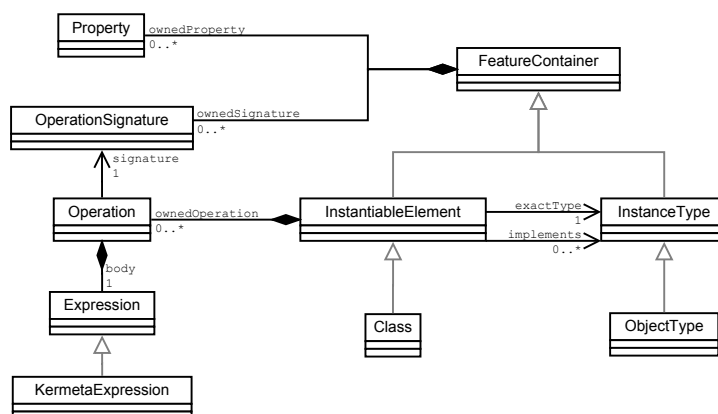 Property
ownedProperty
0..*
FeatureContainer
OperationSignature
ownedSignature
0..*
signature
1
Operation
ownedOperation
0..*
InstantiableElement
exactType
1
implements
0..*
InstanceType
body
1
Expression
Class
ObjectType
KermetaExpression